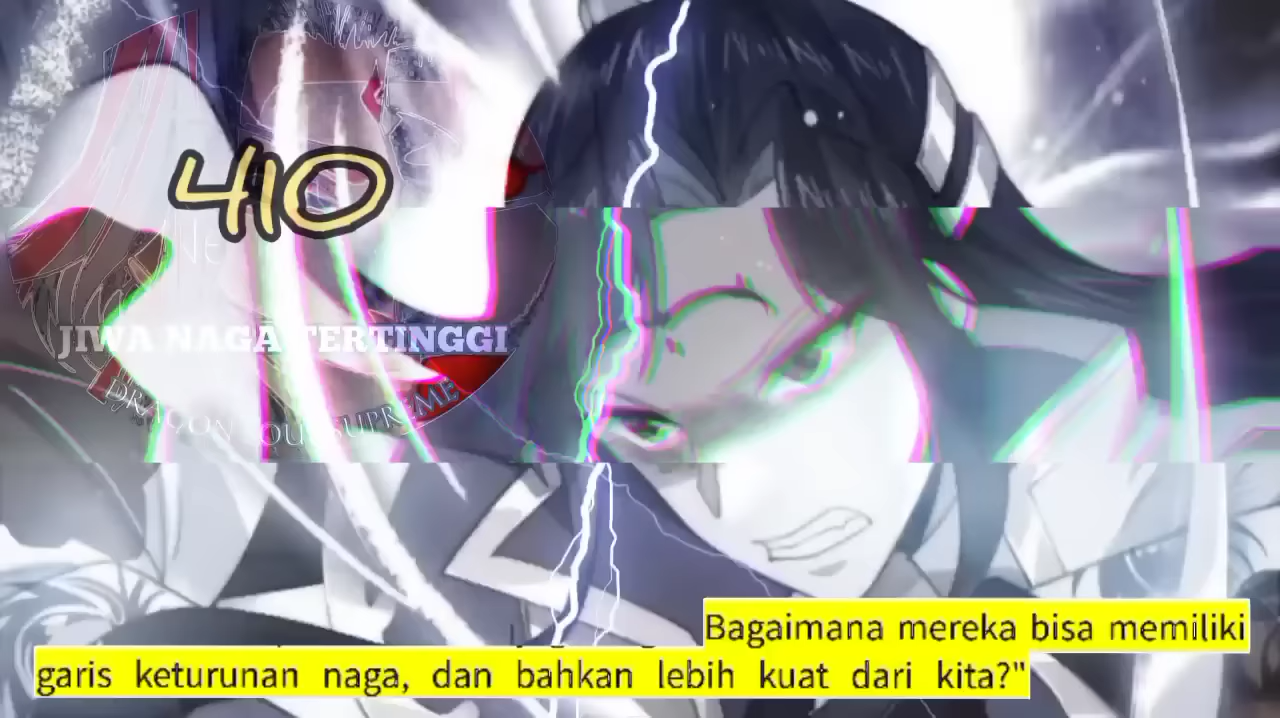 410
JIWA NAGA TERTINGGI
DRAGON SOUL SUPREME
Bagaimana mereka bisa memiliki
garis keturunan naga, dan bahkan lebih kuat dari kita?"